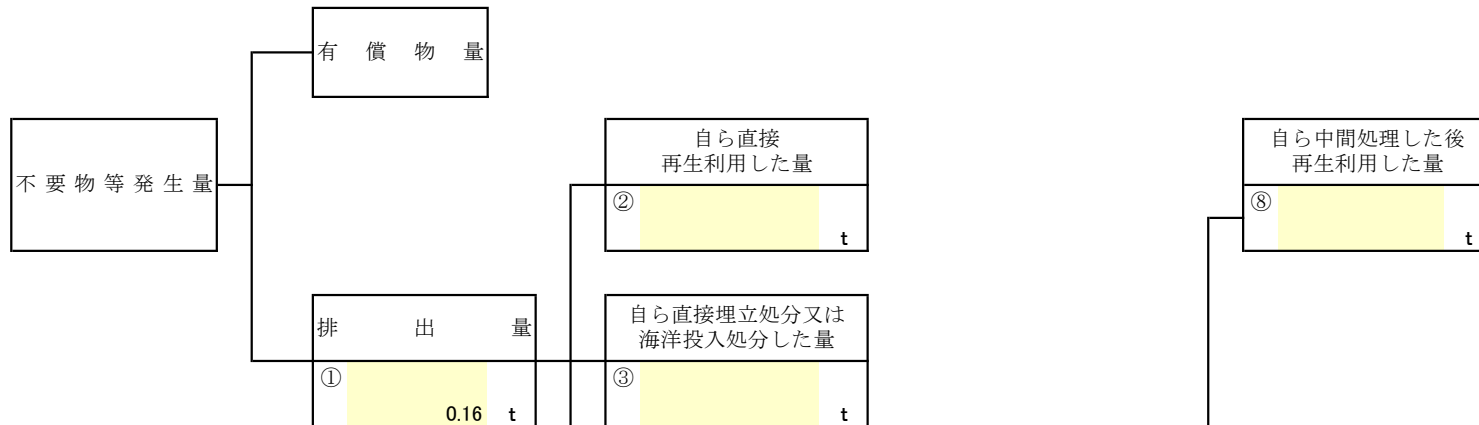 有償物量
不要物等発生量
自ら直接
再生利用した量
②
t
自ら中間処理した後
再生利用した量
⑧
t
排出量
①
0.16 t
自ら直接埋立処分又は
海洋投入処分した量
③
t